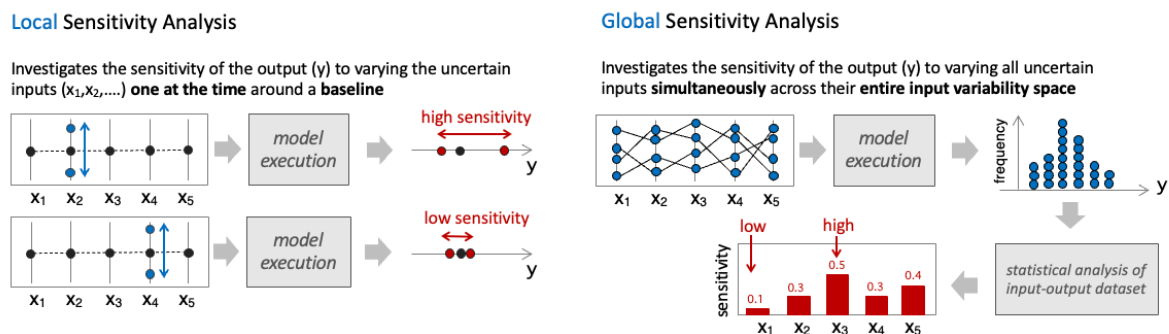 Local Sensitivity Analysis
Investigates the sensitivity of the output (y) to varying the uncertain
inputs (x₁,x₂,....) one at the time around a baseline
model
execution
high sensitivity
y
x₁ x₂ x₃ x₄ x₅
model
execution
low sensitivity
y
x₁ x₂ x₃ x₄ x₅
Global Sensitivity Analysis
Investigates the sensitivity of the output (y) to varying all uncertain
inputs simultaneously across their entire input variability space
model
execution
frequency
y
x₁ x₂ x₃ x₄ x₅
low
high
sensitivity
0.1 0.3 0.5 0.3 0.4
x₁ x₂ x₃ x₄ x₅
statistical analysis of
input-output dataset